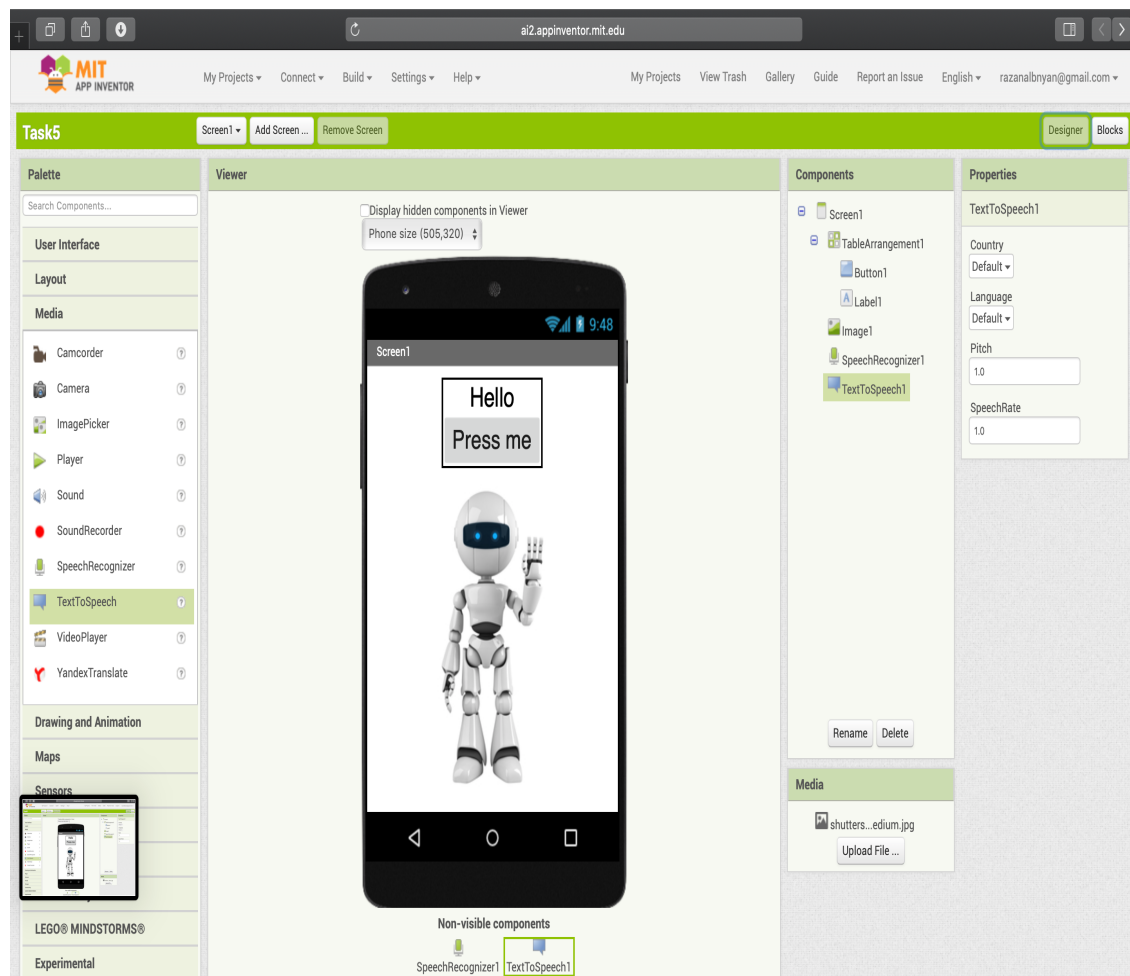 ai2.appinventor.mit.edu
MIT
APP INVENTOR
My Projects Connect Build Settings Help My Projects View Trash Gallery Guide Report an Issue English razanalbnyan@gmail.com
Task5 Screen1 Add Screen ... Remove Screen Designer Blocks
Palette
Search Components...
User Interface
Layout
Media
Camcorder
Camera
ImagePicker
Player
Sound
SoundRecorder
SpeechRecognizer
TextToSpeech
VideoPlayer
YandexTranslate
Drawing and Animation
Maps
Sensors
LEGO® MINDSTORMS®
Experimental
Viewer
Display hidden components in Viewer
Phone size (505,320)
9:48
Screen1
Hello
Press me
Non-visible components
SpeechRecognizer1 TextToSpeech1
Components
Screen1
TableArrangement1
Button1
Label1
Image1
SpeechRecognizer1
TextToSpeech1
Rename Delete
Media
shutters...edium.jpg
Upload File ...
Properties
TextToSpeech1
Country
Default
Language
Default
Pitch
1.0
SpeechRate
1.0